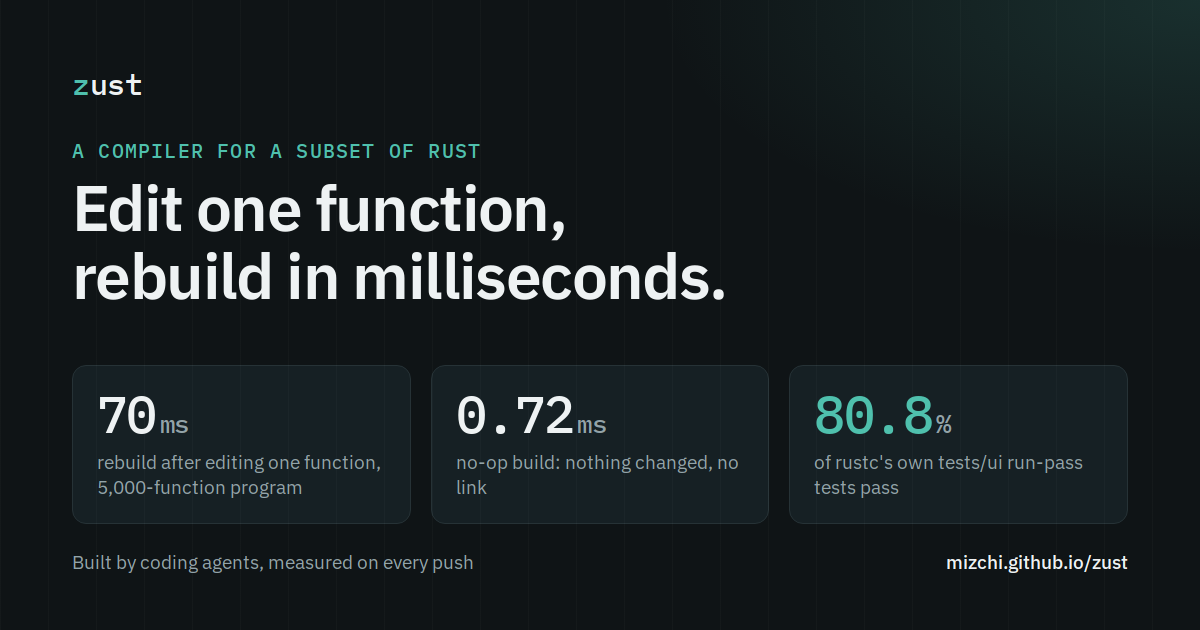 zust
A COMPILER FOR A SUBSET OF RUST
Edit one function,
rebuild in milliseconds.
70ms
rebuild after editing one function,
5,000-function program
0.72ms
no-op build: nothing changed, no
link
80.8%
of rustc's own tests/ui run-pass
tests pass
Built by coding agents, measured on every push
mizchi.github.io/zust